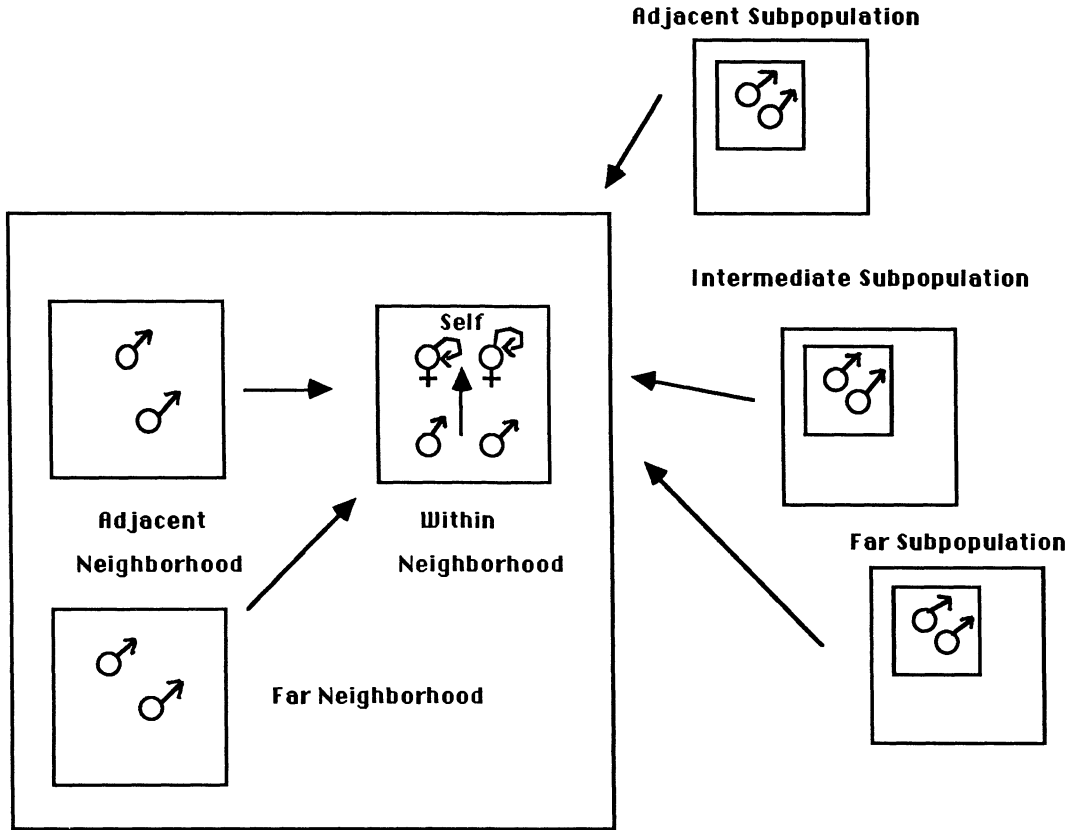 Adjacent Subpopulation
Intermediate Subpopulation
Self
Adjacent
Neighborhood
Within
Neighborhood
Far Subpopulation
Far Neighborhood